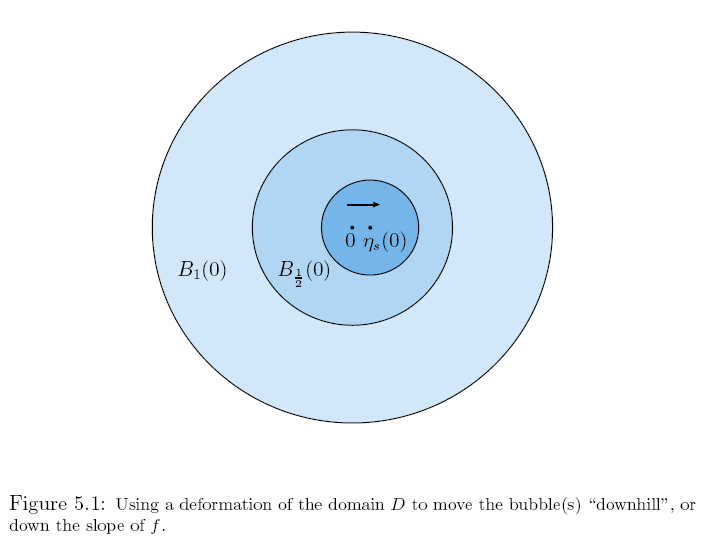 0 η_s(0)
B_1(0) B_{\frac{1}{2}}(0)
Figure 5.1: Using a deformation of the domain D to move the bubble(s) “downhill”, or
down the slope of f.